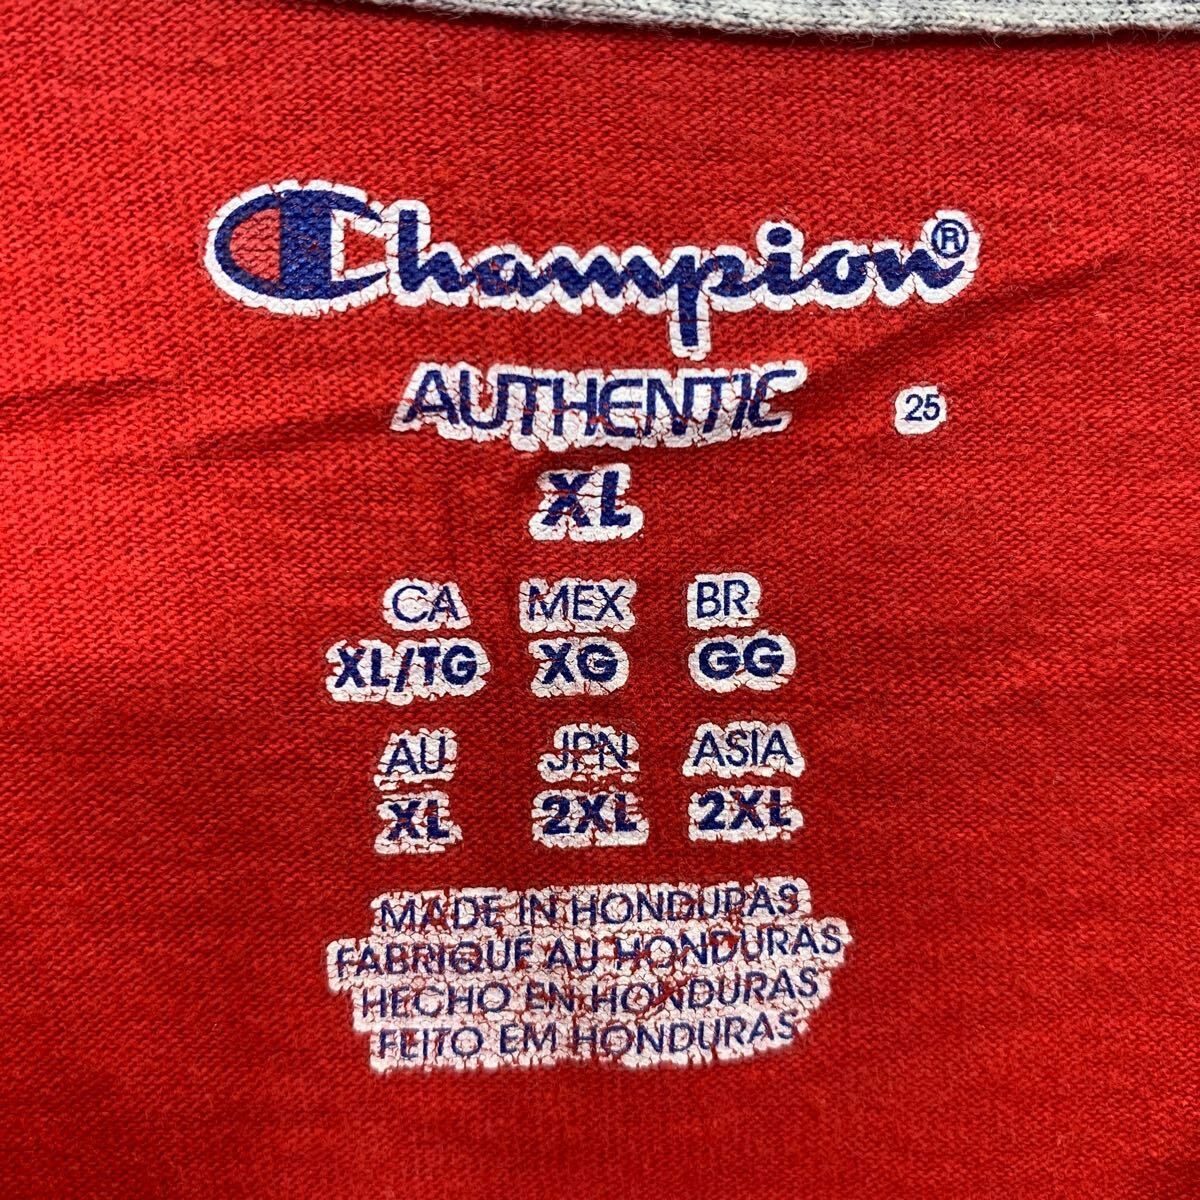 Champion®
AUTHENTIC 25
XL
CA MEX BR
XL/TG XG GG
AU JPN ASIA
XL 2XL 2XL
MADE IN HONDURAS
FABRIQUÉ AU HONDURAS
HECHO EN HONDURAS
FEITO EM HONDURAS